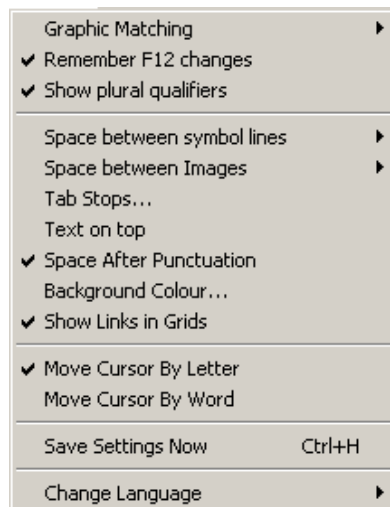 Graphic Matching
Remember F12 changes
Show plural qualifiers
Space between symbol lines
Space between Images
Tab Stops...
Text on top
Space After Punctuation
Background Colour...
Show Links in Grids
Move Cursor By Letter
Move Cursor By Word
Save Settings Now Ctrl+H
Change Language